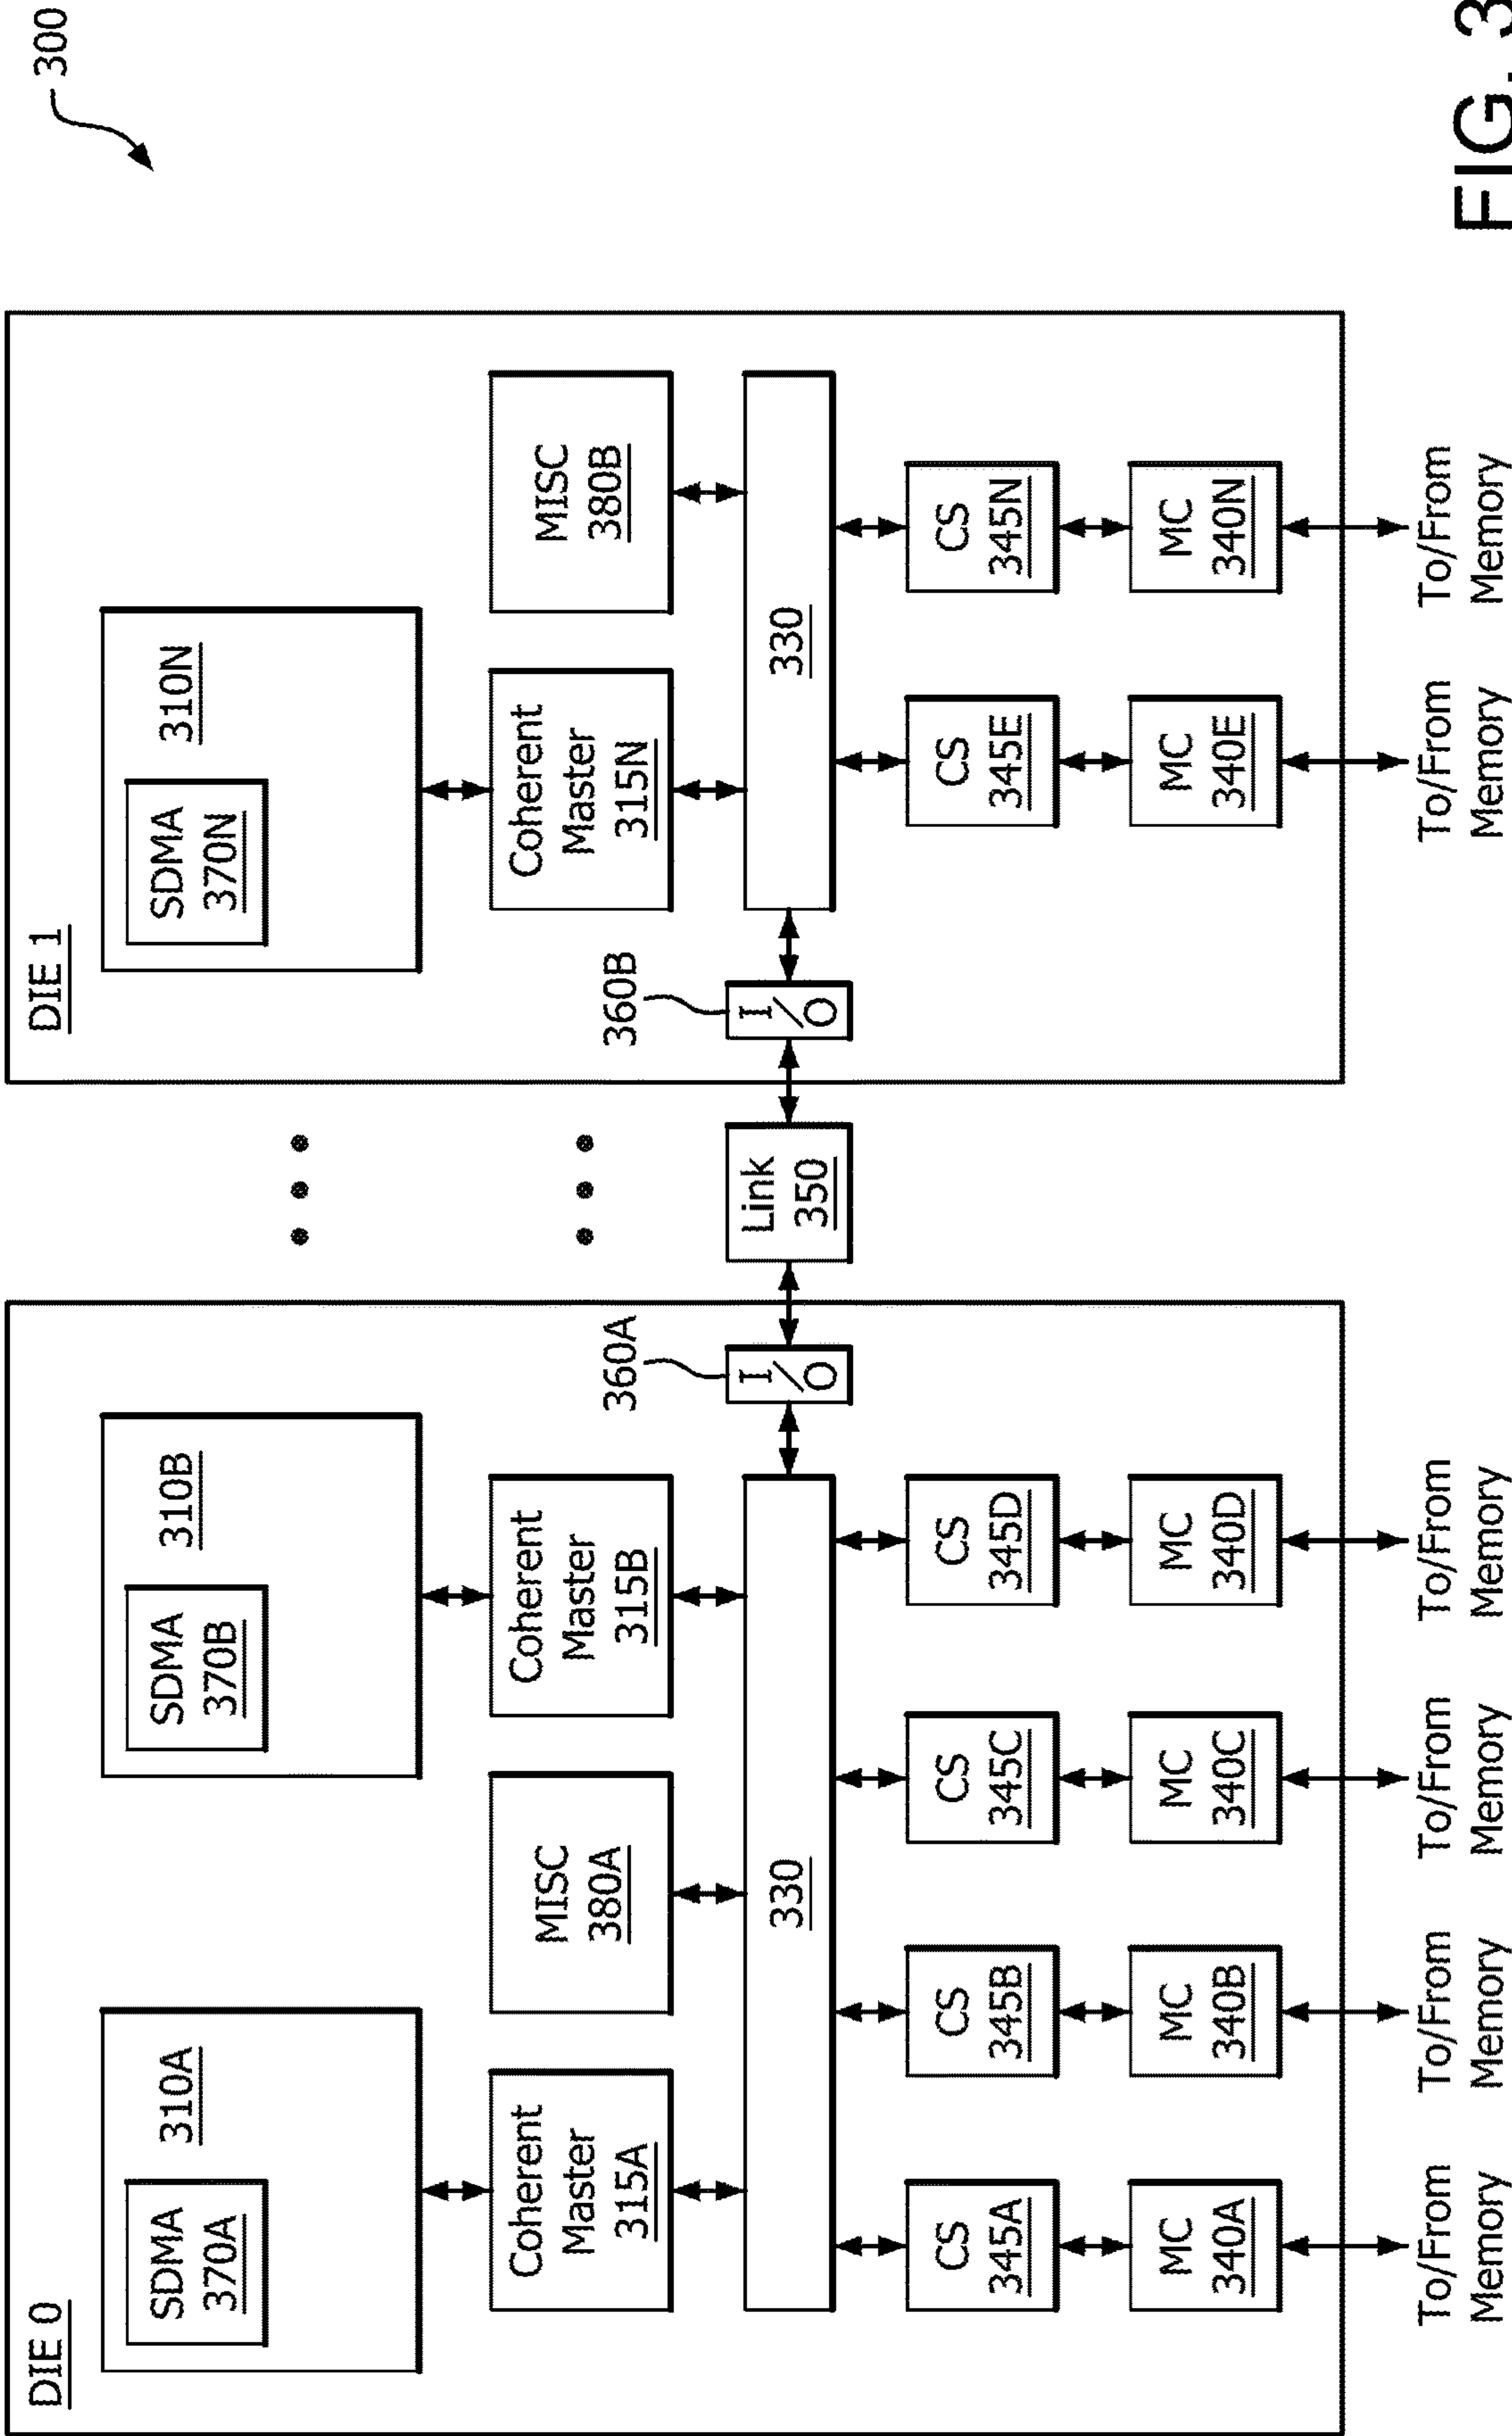 300
DIE 0
SDMA
370A
310A
SDMA
370B
310B
Coherent
Master
315A
MISC
380A
Coherent
Master
315B
330
360A
I/O
CS
345A
CS
345B
CS
345C
CS
345D
MC
340A
MC
340B
MC
340C
MC
340D
To/From
Memory
To/From
Memory
To/From
Memory
To/From
Memory
Link
350
DIE 1
SDMA
370N
310N
Coherent
Master
315N
MISC
380B
360B
I/O
330
CS
345E
CS
345N
MC
340E
MC
340N
To/From
Memory
To/From
Memory
FIG. 3